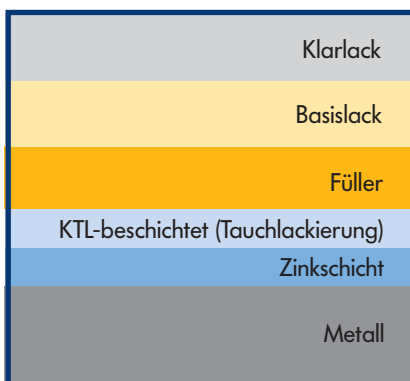 Klarlack
Basislack
Füller
KTL-beschichtet (Tauchlackierung)
Zinkschicht
Metall